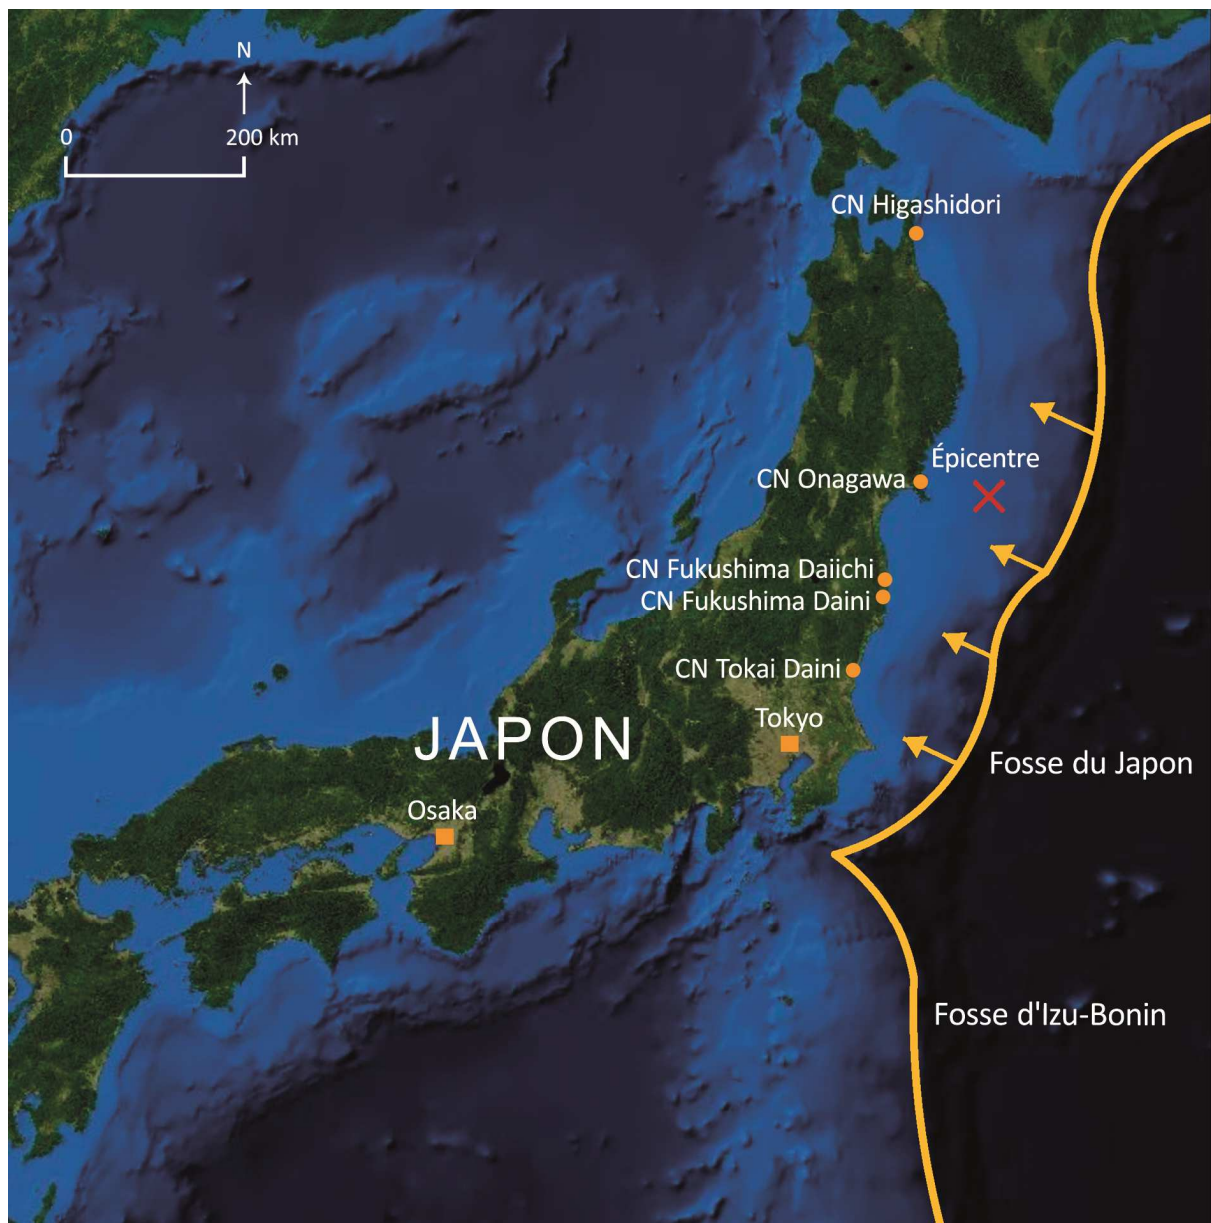 N
0
200 km
CN Higashidori
Épicentre
CN Onagawa
CN Fukushima Daiichi
CN Fukushima Daini
CN Tokai Daini
Tokyo
JAPON
Fosse du Japon
Osaka
Fosse d'Izu-Bonin